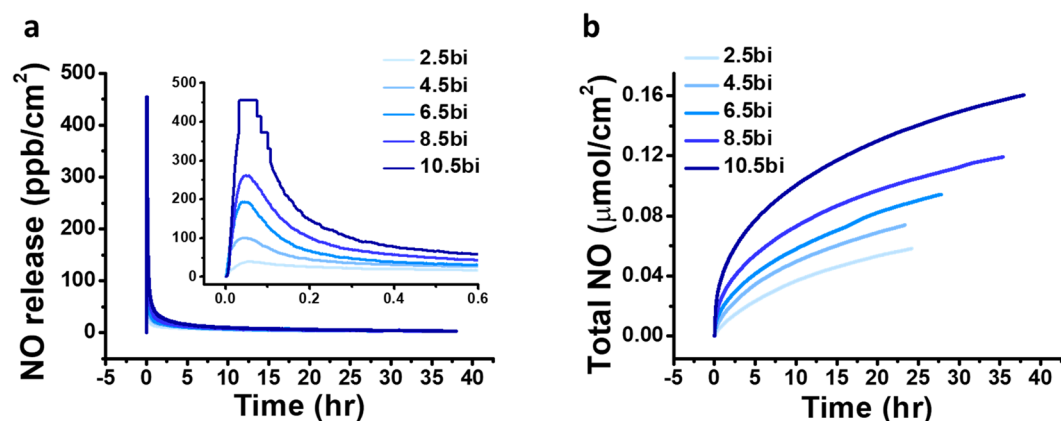 a
NO release (ppb/cm²)
500
400
300
200
100
0
-5 0 5 10 15 20 25 30 35 40
Time (hr)
500
400
300
200
100
0
0.0 0.2 0.4 0.6
2.5bi
4.5bi
6.5bi
8.5bi
10.5bi
b
Total NO (μmol/cm²)
0.16
0.12
0.08
0.04
0.00
-5 0 5 10 15 20 25 30 35 40
Time (hr)
2.5bi
4.5bi
6.5bi
8.5bi
10.5bi